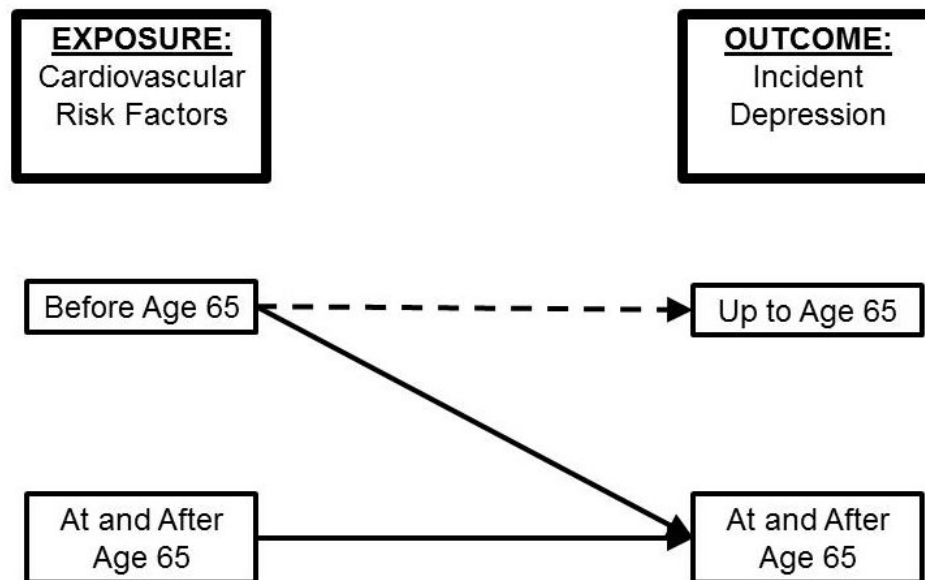 EXPOSURE:
Cardiovascular
Risk Factors
OUTCOME:
Incident
Depression
Before Age 65
Up to Age 65
At and After
Age 65
At and After
Age 65